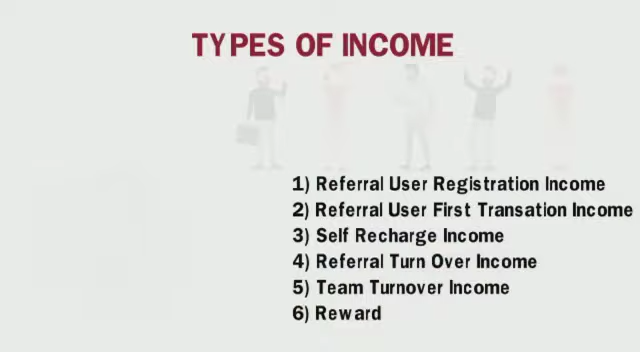 TYPES OF INCOME
1) Referral User Registration Income
2) Referral User First Transation Income
3) Self Recharge Income
4) Referral Turn Over Income
5) Team Turnover Income
6) Reward